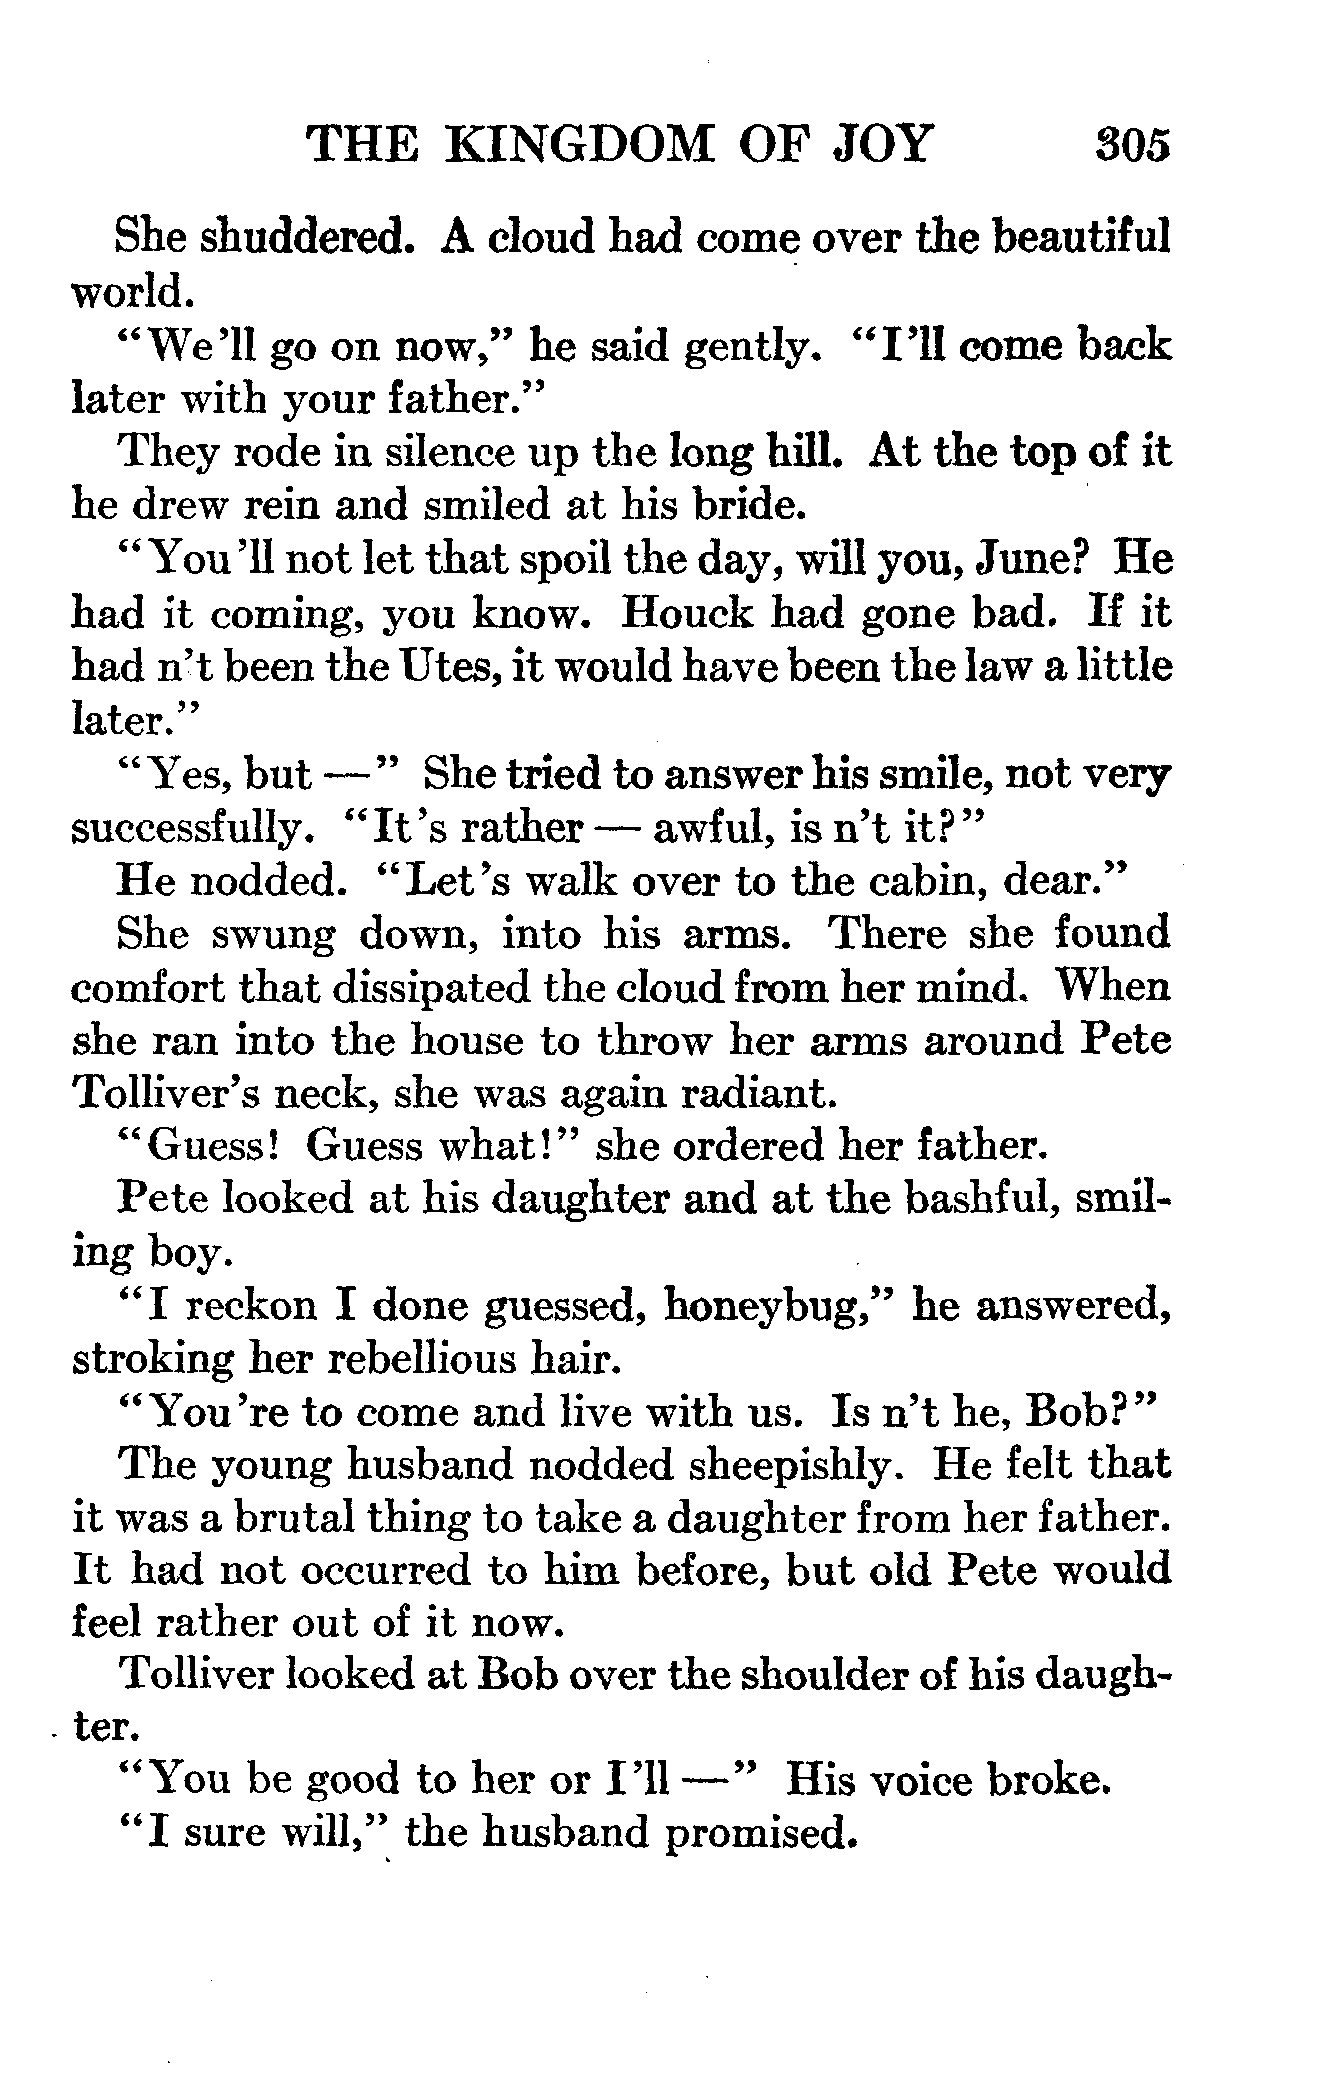 THE KINGDOM OF JOY 305
She shuddered. A cloud had come over the beautiful
world.
“We’ll go on now,” he said gently. “I’ll come back
later with your father.”
They rode in silence up the long hill. At the top of it
he drew rein and smiled at his bride.
“You’ll not let that spoil the day, will you, June? He
had it coming, you know. Houck had gone bad. If it
had n’t been the Utes, it would have been the law a little
later.”
“Yes, but —” She tried to answer his smile, not very
successfully. “It’s rather — awful, is n’t it?”
He nodded. “Let’s walk over to the cabin, dear.”
She swung down, into his arms. There she found
comfort that dissipated the cloud from her mind. When
she ran into the house to throw her arms around Pete
Tolliver’s neck, she was again radiant.
“Guess! Guess what!” she ordered her father.
Pete looked at his daughter and at the bashful, smil-
ing boy.
“I reckon I done guessed, honeybug,” he answered,
stroking her rebellious hair.
“You’re to come and live with us. Is n’t he, Bob?”
The young husband nodded sheepishly. He felt that
it was a brutal thing to take a daughter from her father.
It had not occurred to him before, but old Pete would
feel rather out of it now.
Tolliver looked at Bob over the shoulder of his daugh-
ter.
“You be good to her or I’ll —” His voice broke.
“I sure will,” the husband promised.